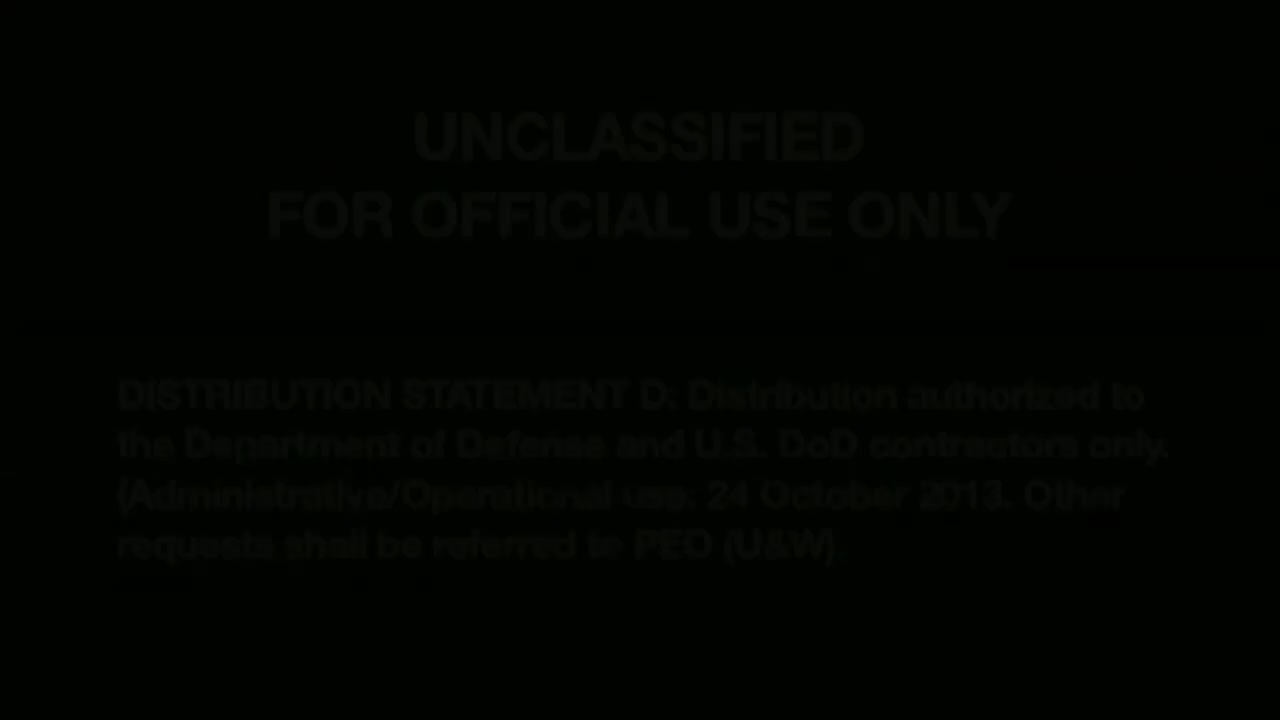 UNCLASSIFIED
FOR OFFICIAL USE ONLY
DISTRIBUTION STATEMENT D: Distribution authorized to
the Department of Defense and U.S. DoD contractors only.
(Administrative/Operational use: 24 October 2013. Other
requests shall be referred to PEO (U&W).